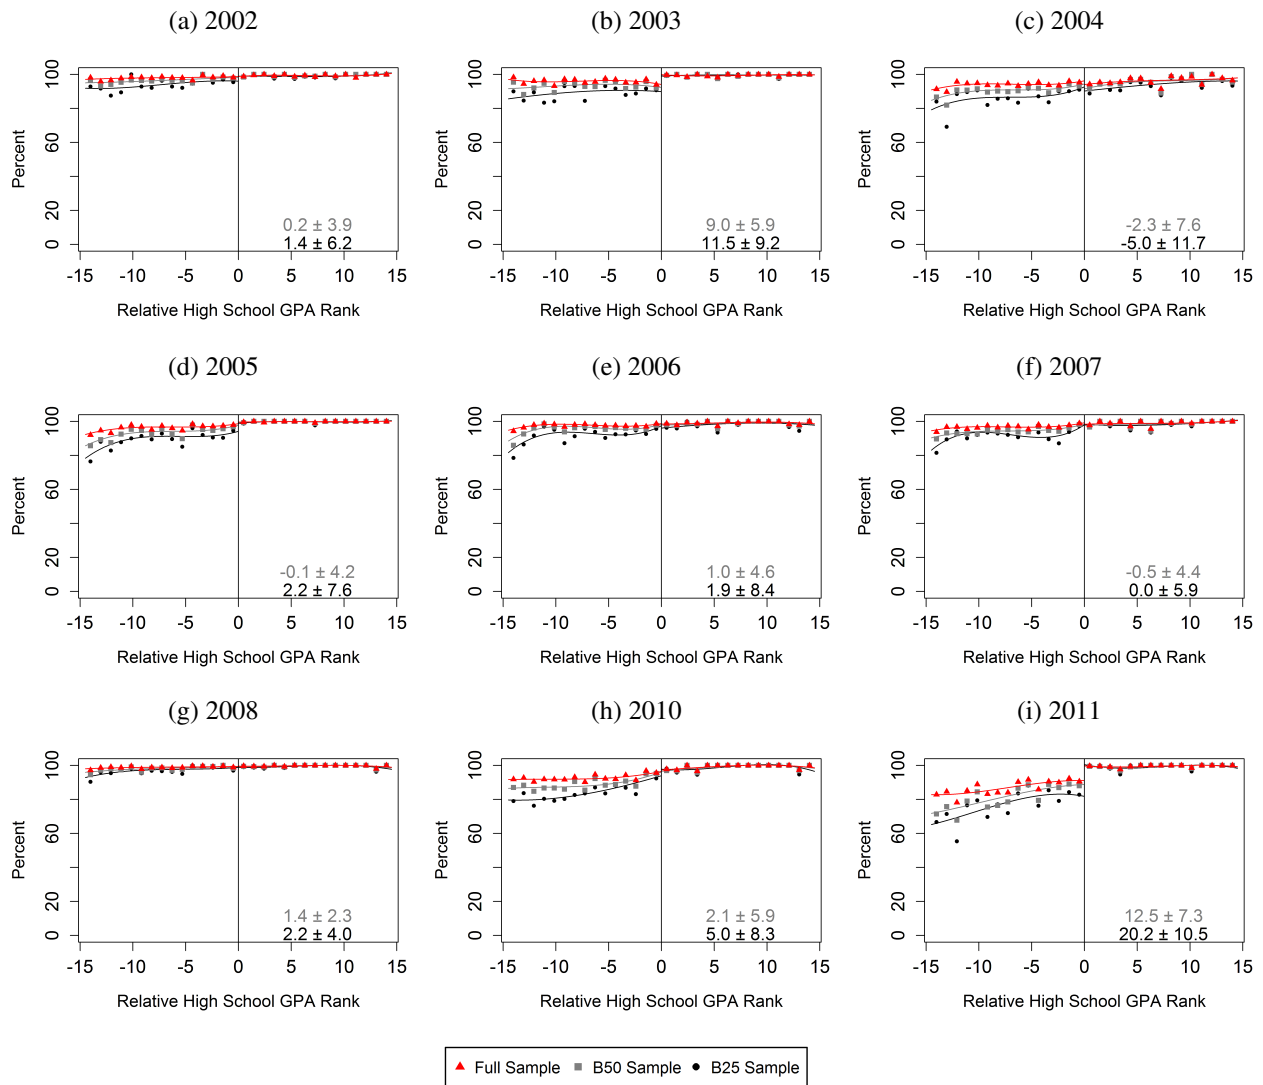 (a) 2002
(b) 2003
(c) 2004
Percent
0 20 60 100
0.2 ± 3.9
1.4 ± 6.2
-15 -10 -5 0 5 10 15
Relative High School GPA Rank
Percent
0 20 60 100
9.0 ± 5.9
11.5 ± 9.2
-15 -10 -5 0 5 10 15
Relative High School GPA Rank
Percent
0 20 60 100
-2.3 ± 7.6
-5.0 ± 11.7
-15 -10 -5 0 5 10 15
Relative High School GPA Rank
(d) 2005
(e) 2006
(f) 2007
Percent
0 20 60 100
-0.1 ± 4.2
2.2 ± 7.6
-15 -10 -5 0 5 10 15
Relative High School GPA Rank
Percent
0 20 60 100
1.0 ± 4.6
1.9 ± 8.4
-15 -10 -5 0 5 10 15
Relative High School GPA Rank
Percent
0 20 60 100
-0.5 ± 4.4
0.0 ± 5.9
-15 -10 -5 0 5 10 15
Relative High School GPA Rank
(g) 2008
(h) 2010
(i) 2011
Percent
0 20 60 100
1.4 ± 2.3
2.2 ± 4.0
-15 -10 -5 0 5 10 15
Relative High School GPA Rank
Percent
0 20 60 100
2.1 ± 5.9
5.0 ± 8.3
-15 -10 -5 0 5 10 15
Relative High School GPA Rank
Percent
0 20 60 100
12.5 ± 7.3
20.2 ± 10.5
-15 -10 -5 0 5 10 15
Relative High School GPA Rank
Full Sample B50 Sample B25 Sample